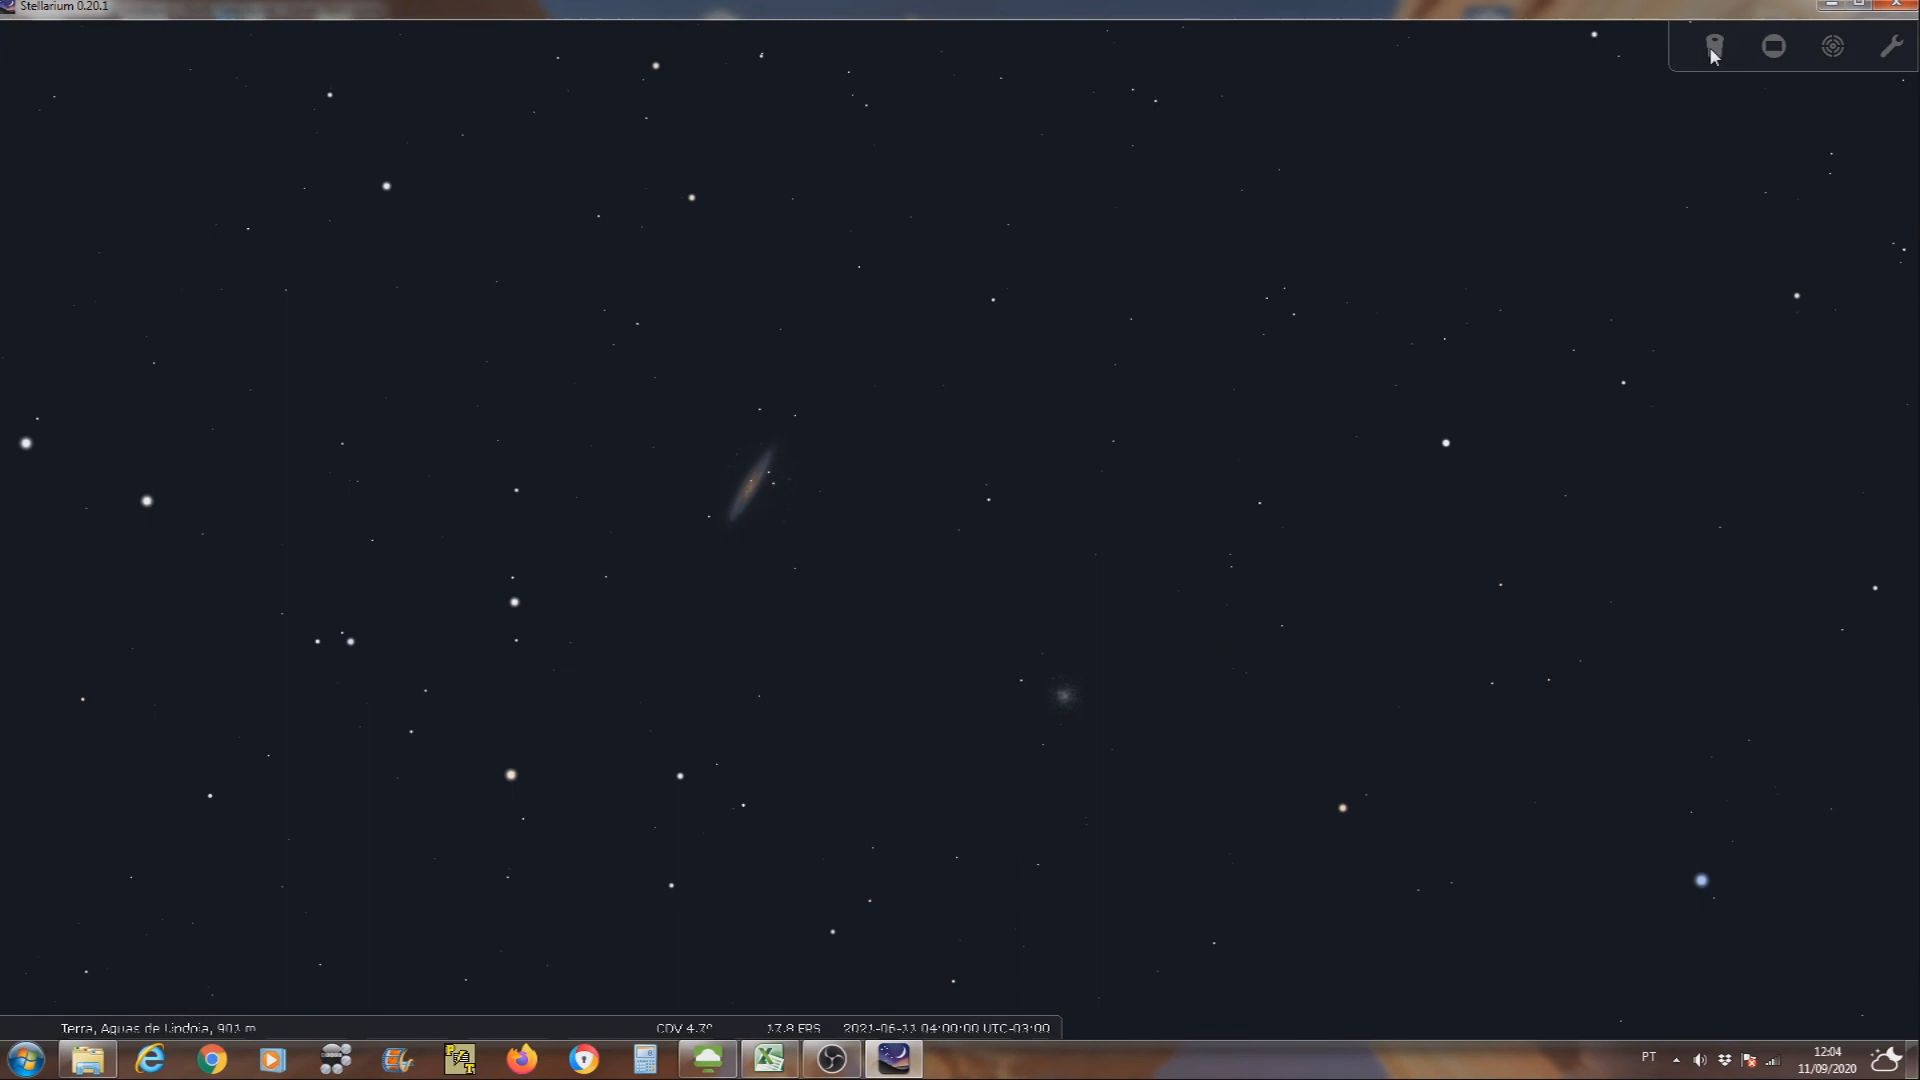 Stellarium 0.20.1
Terra, Aguas de Lindoia, 901 m CDV 4.7° 17.8 FPS 2021-06-11 04:00:00 UTC-03:00
PT
12:04
11/09/2020